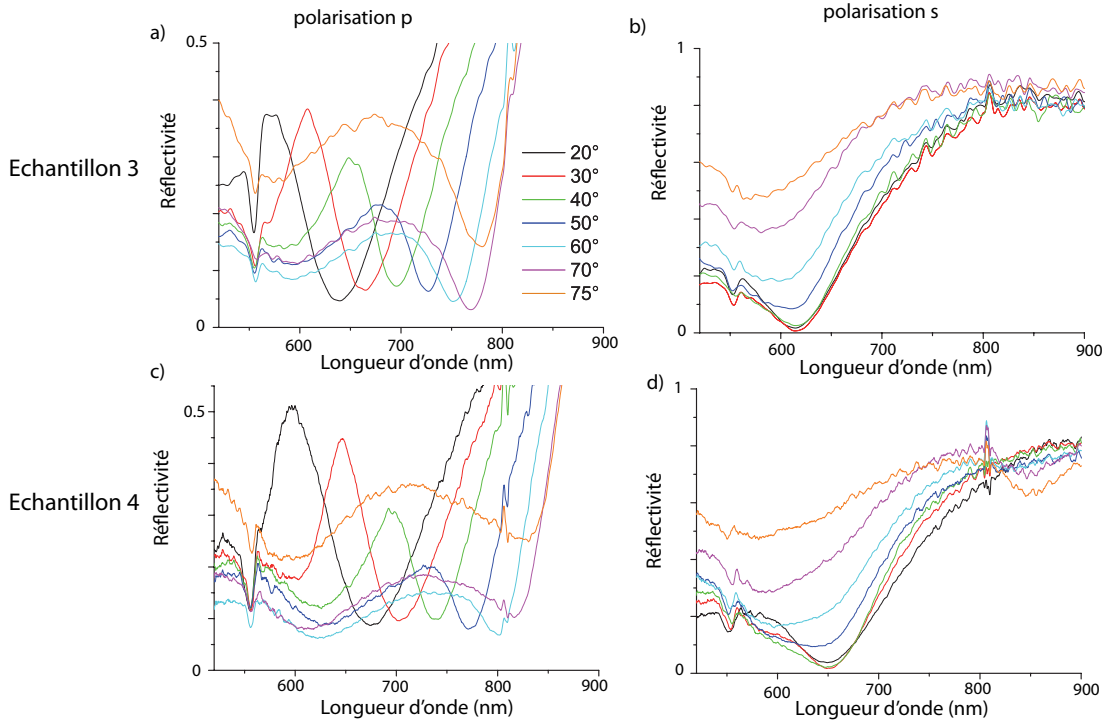 polarisation p
polarisation s
a)
b)
0.5
1
Réflectivité
Réflectivité
Echantillon 3
20°
30°
40°
50°
60°
70°
75°
0
0
600
700
800
900
600
700
800
900
Longueur d'onde (nm)
Longueur d'onde (nm)
c)
d)
0.5
1
Réflectivité
Réflectivité
Echantillon 4
0
0
600
700
800
900
600
700
800
900
Longueur d'onde (nm)
Longueur d'onde (nm)